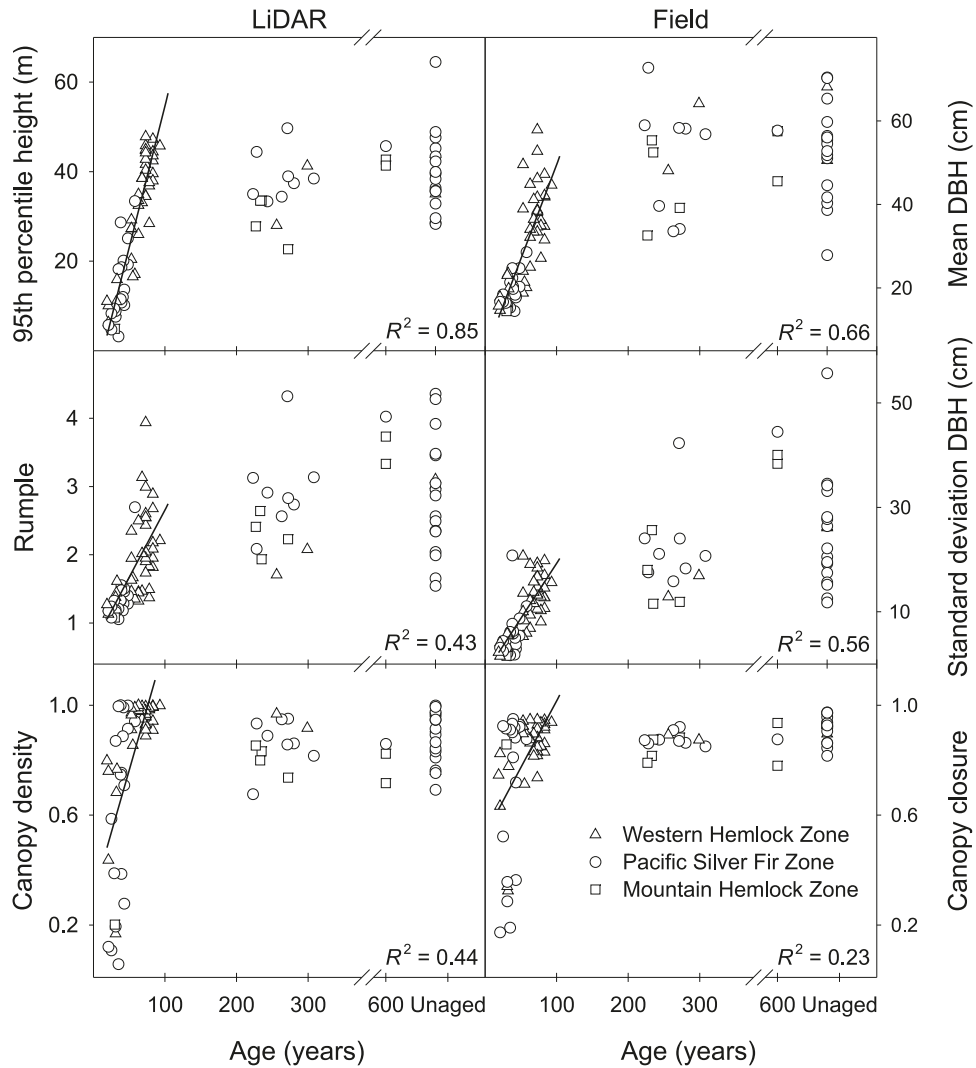 LiDAR
Field
95th percentile height (m)
60
40
20
R² = 0.85
60
40
20
Mean DBH (cm)
R² = 0.66
Rumple
4
3
2
1
R² = 0.43
50
30
10
Standard deviation DBH (cm)
R² = 0.56
Canopy density
1.0
0.6
0.2
R² = 0.44
1.0
0.6
0.2
Canopy closure
Western Hemlock Zone
Pacific Silver Fir Zone
Mountain Hemlock Zone
R² = 0.23
100 200 300 600 Unaged
100 200 300 600 Unaged
Age (years)
Age (years)